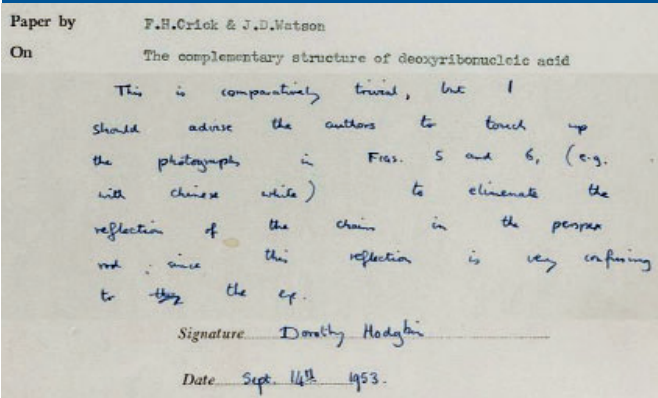 Paper by F.H.Crick & J.D.Watson
On The complementary structure of deoxyribonucleic acid
This is comparatively trivial, but I
should advise the authors to touch up
the photographs in Figs. 5 and 6, (e.g.
with chinese white) to elimenate the
reflection of the chain in the perspex
rod; since this reflection is very confusing
to the eye.
Signature Dorothy Hodgkin
Date Sept. 14th 1953.